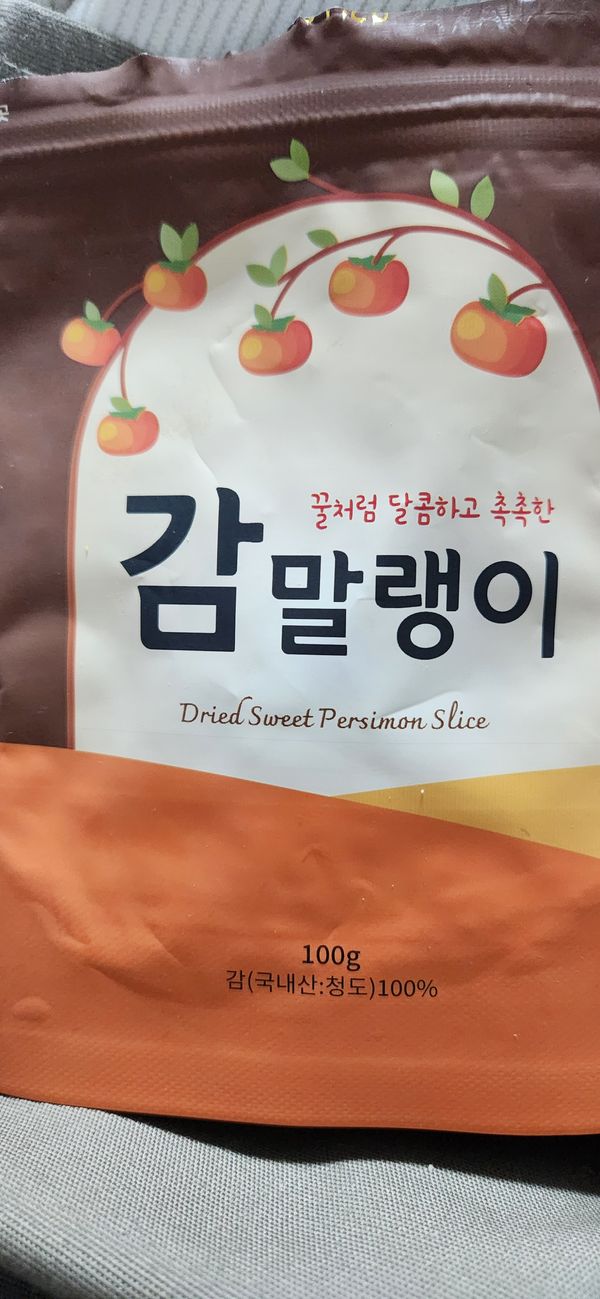 꿀처럼 달콤하고 촉촉한
감말랭이
Dried Sweet Persimon Slice
100g
감(국내산:청도)100%